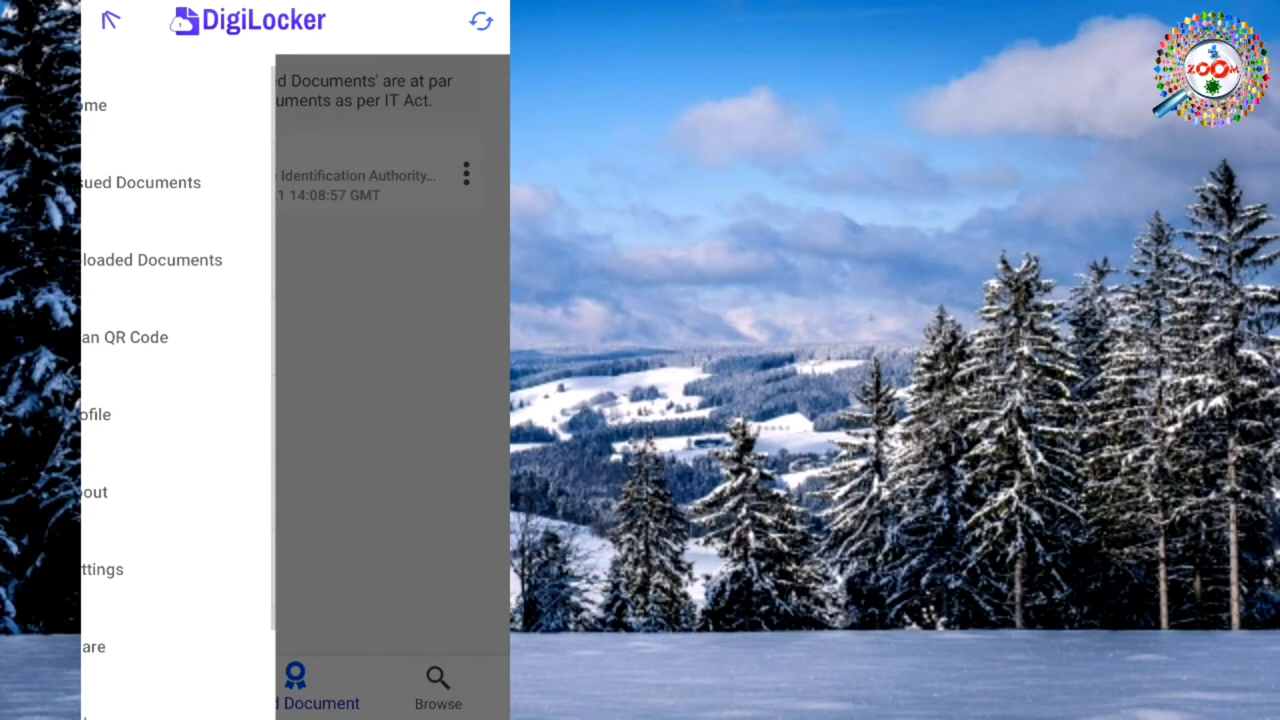 DigiLocker
ome
sued Documents
loaded Documents
an QR Code
ofile
out
ttings
are
d Documents' are at par
uments as per IT Act.
Identification Authority...
1 14:08:57 GMT
d Document
Browse
ZOOM